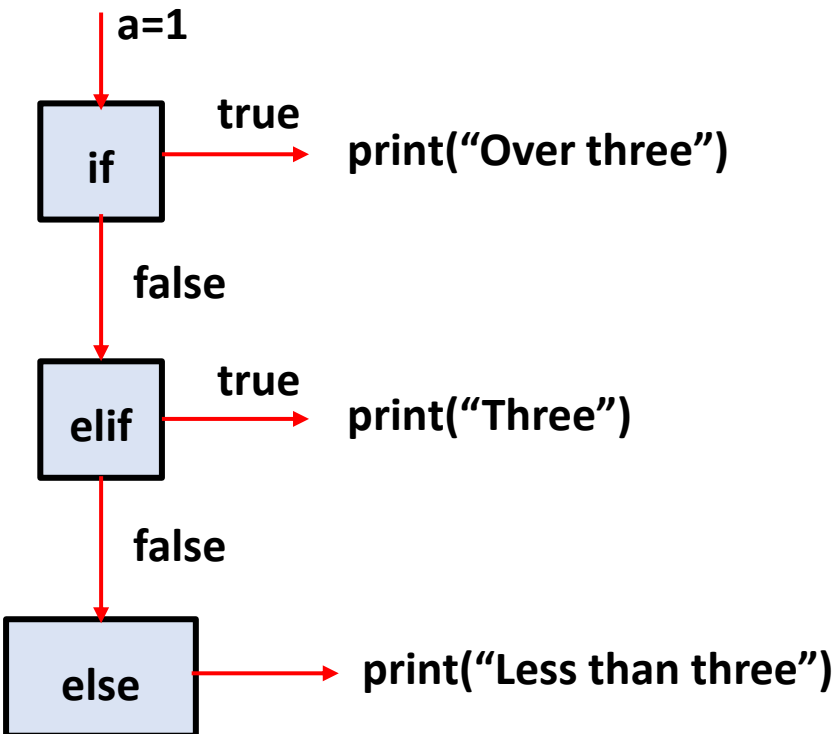 a=1
true
if
print(“Over three”)
false
true
elif
print(“Three”)
false
else
print(“Less than three”)